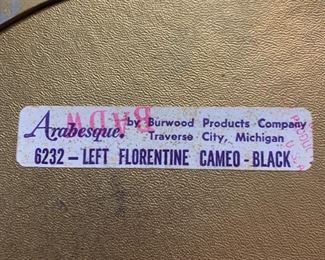 Arabesque. by Burwood Products Company
Traverse City, Michigan
6232 - LEFT FLORENTINE CAMEO - BLACK